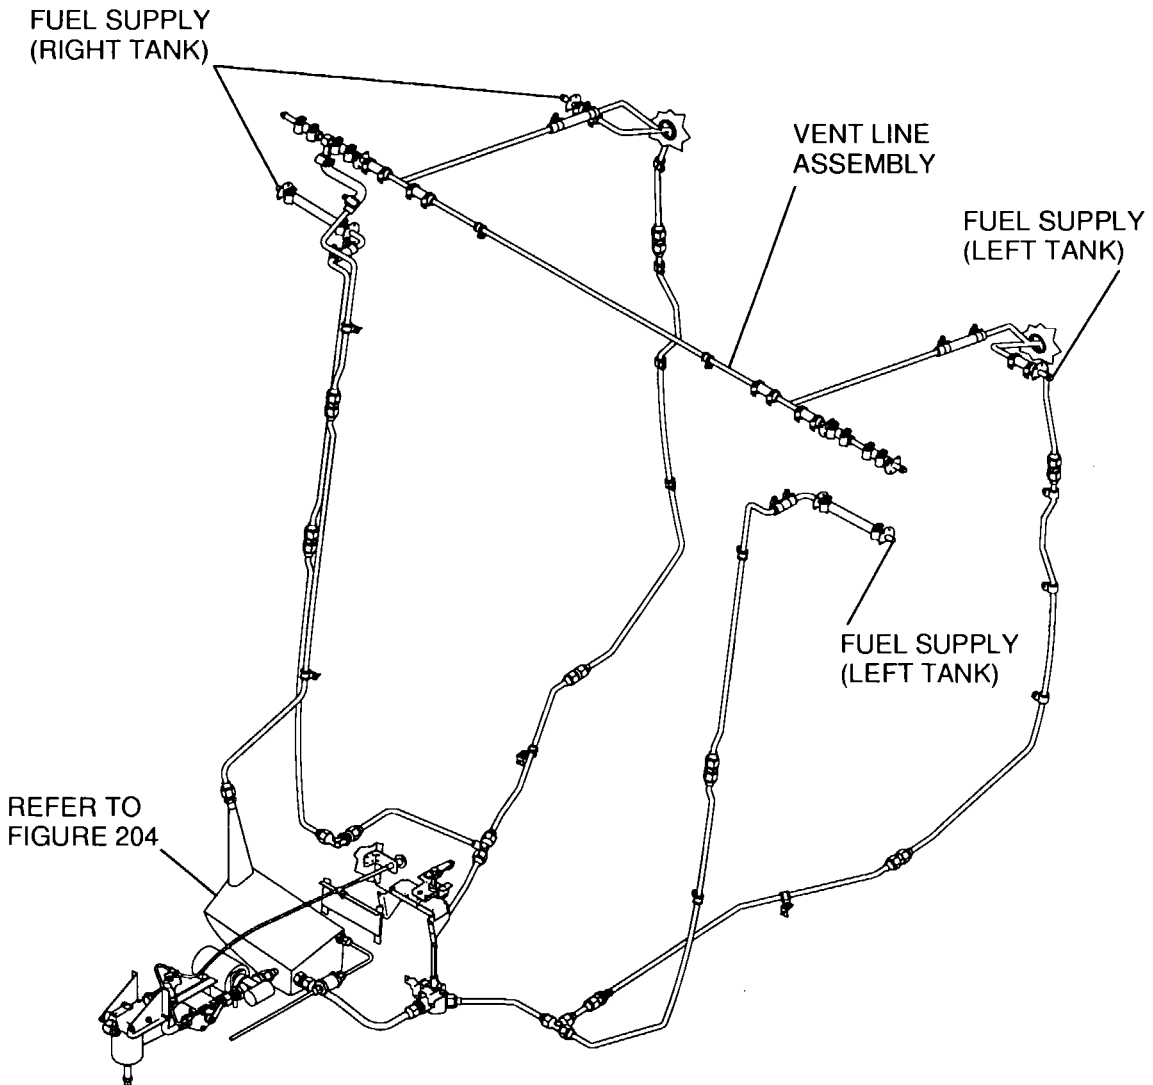 FUEL SUPPLY
(RIGHT TANK)
VENT LINE
ASSEMBLY
FUEL SUPPLY
(LEFT TANK)
FUEL SUPPLY
(LEFT TANK)
REFER TO
FIGURE 204